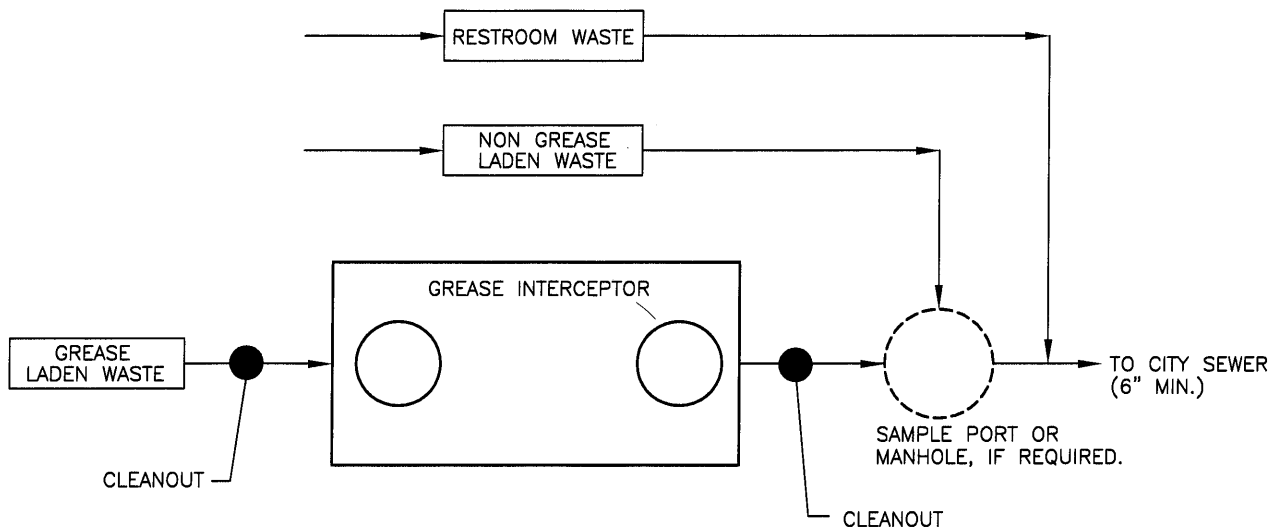 RESTROOM WASTE
NON GREASE
LADEN WASTE
GREASE INTERCEPTOR
GREASE
LADEN WASTE
TO CITY SEWER
(6" MIN.)
SAMPLE PORT OR
MANHOLE, IF REQUIRED.
CLEANOUT
CLEANOUT